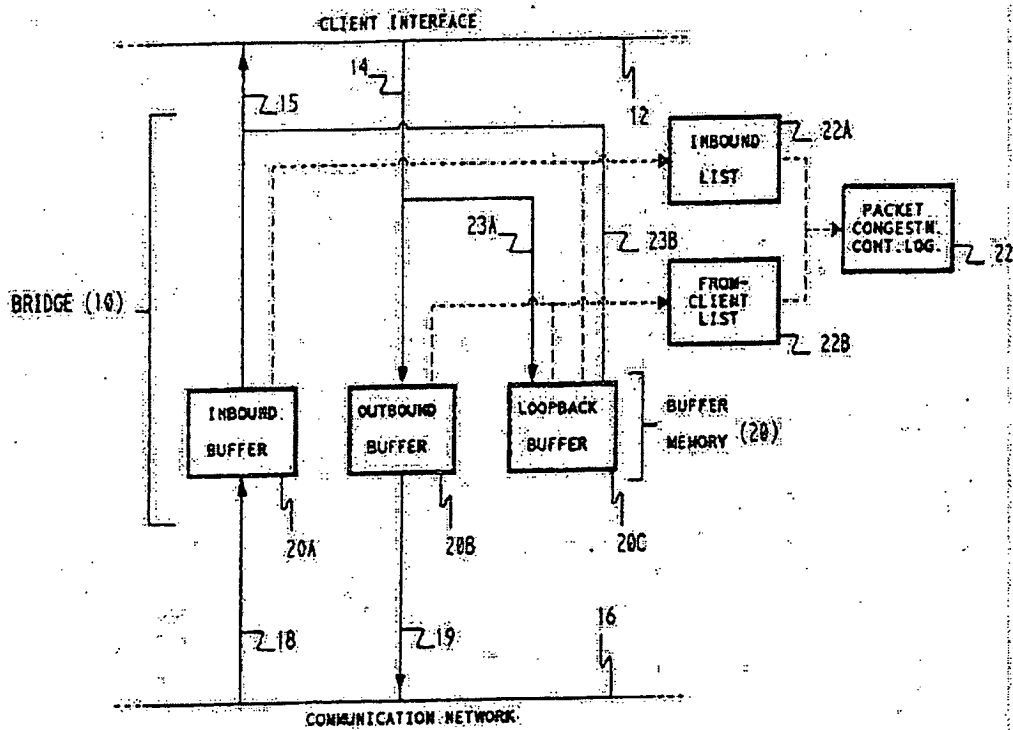 CLIENT INTERFACE
14
15
12
22A
INBOUND
LIST
PACKET
CONGESTN.
CONT.LOG.
22
23A
23B
FROM-
CLIENT
LIST
22B
BRIDGE (10)
INBOUND
BUFFER
OUTBOUND
BUFFER
LOOPBACK
BUFFER
BUFFER
MEMORY (20)
20A
20B
20C
16
18
19
COMMUNICATION NETWORK